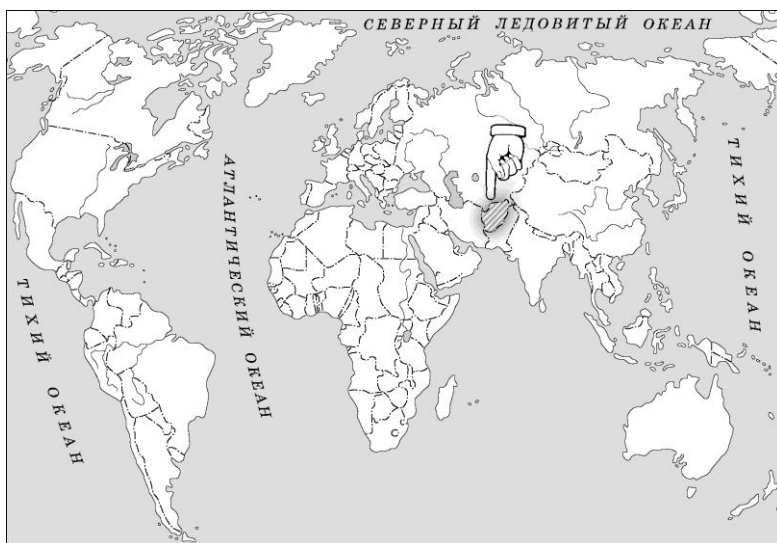 СЕВЕРНЫЙ ЛЕДОВИТЫЙ ОКЕАН
ТИХИЙ ОКЕАН
АТЛАНТИЧЕСКИЙ ОКЕАН
ТИХИЙ ОКЕАН